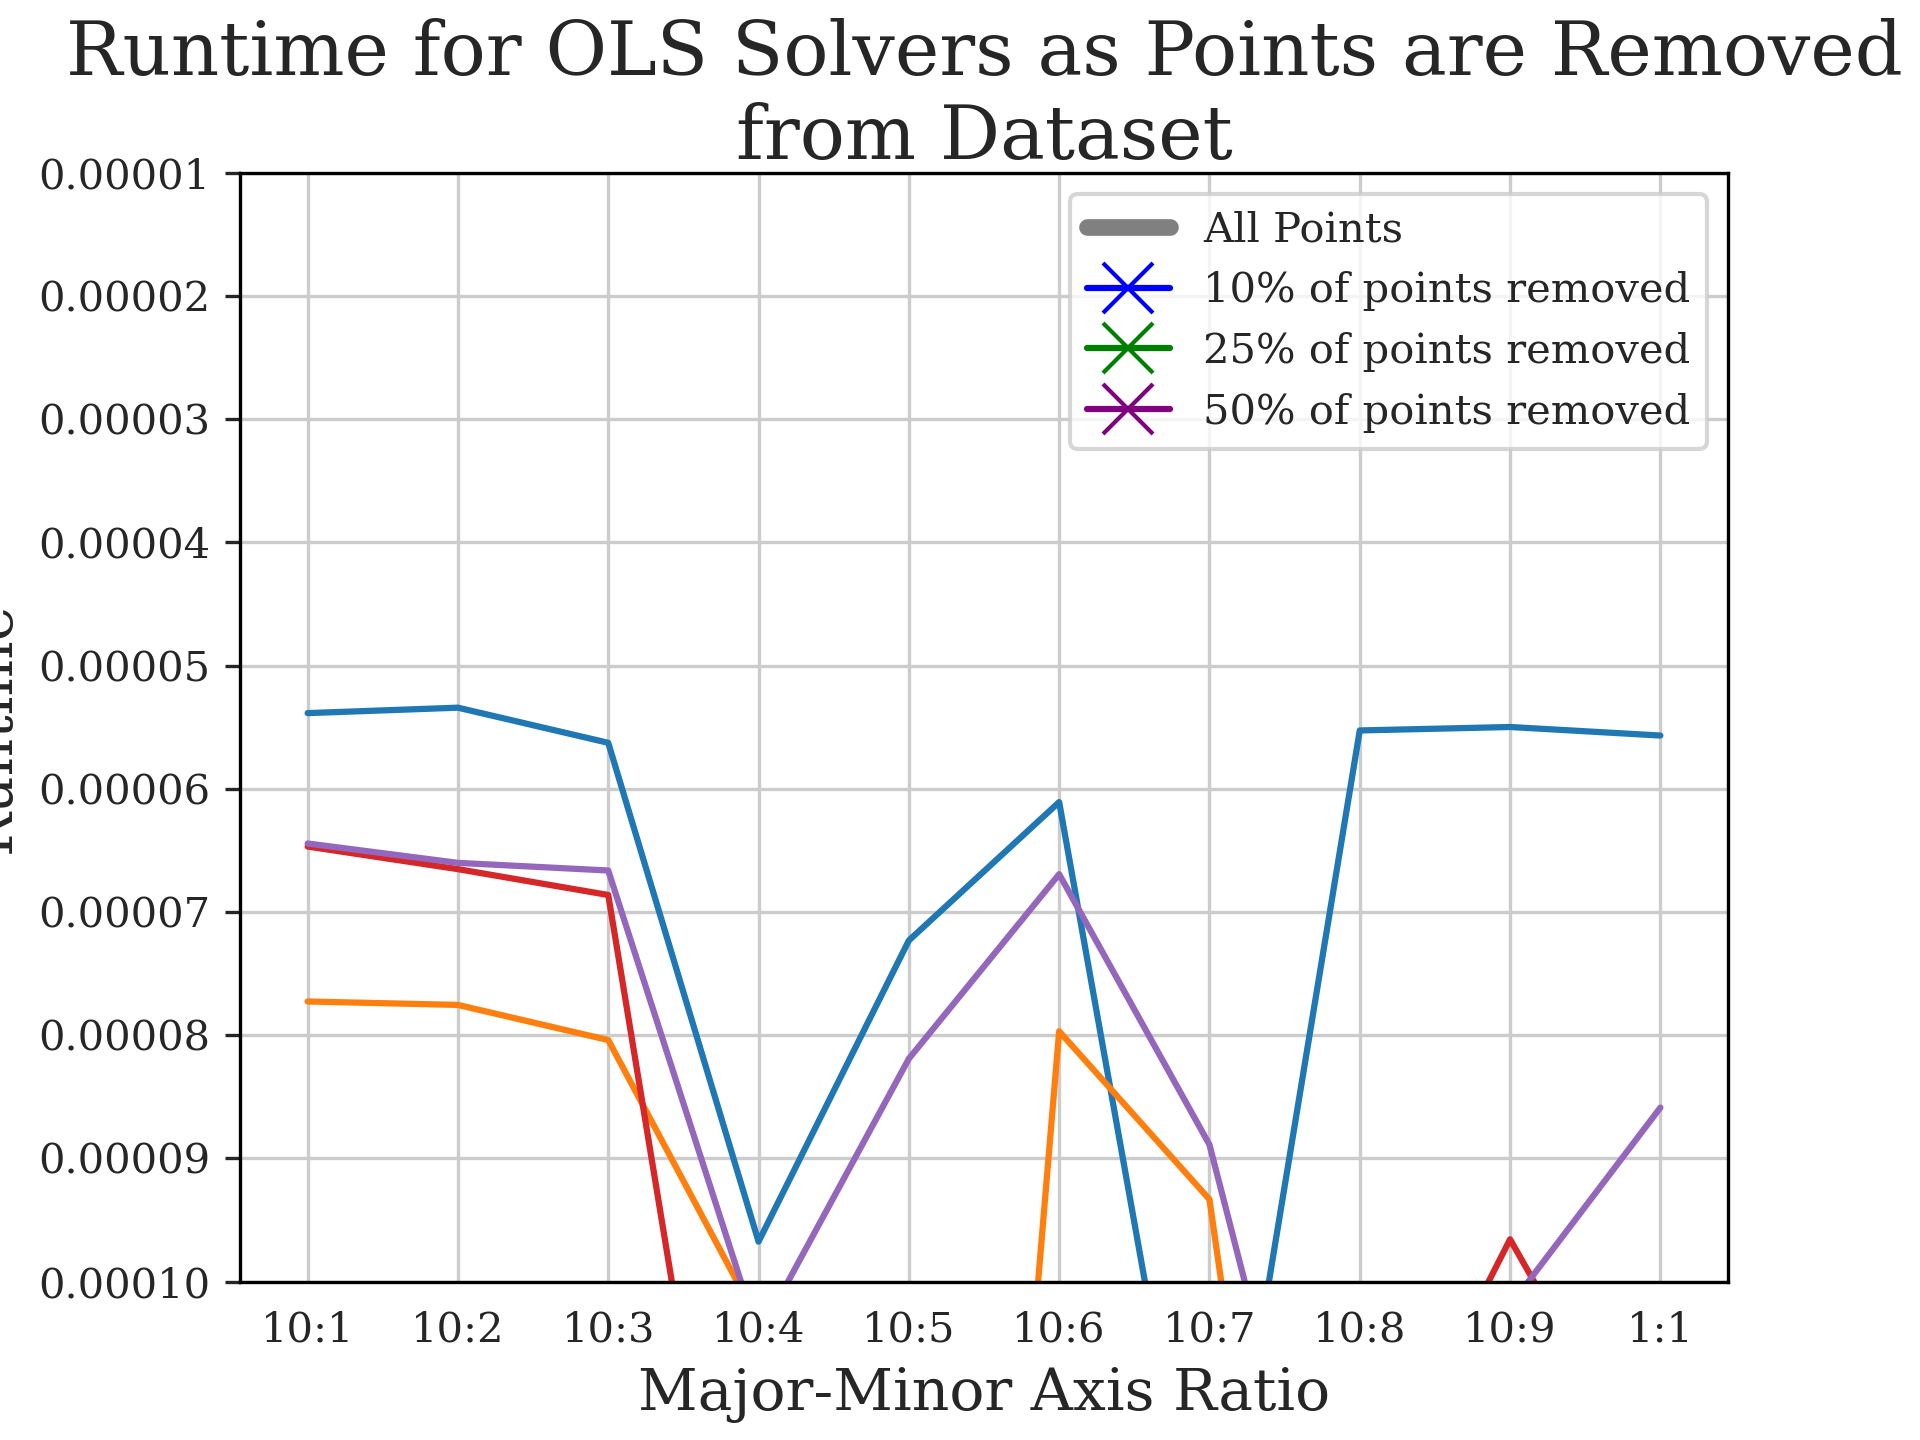 Runtime for OLS Solvers as Points are Removed
from Dataset
0.00001
0.00002
0.00003
0.00004
0.00005
0.00006
0.00007
0.00008
0.00009
0.00010
Runtime
All Points
10% of points removed
25% of points removed
50% of points removed
10:1 10:2 10:3 10:4 10:5 10:6 10:7 10:8 10:9 1:1
Major-Minor Axis Ratio